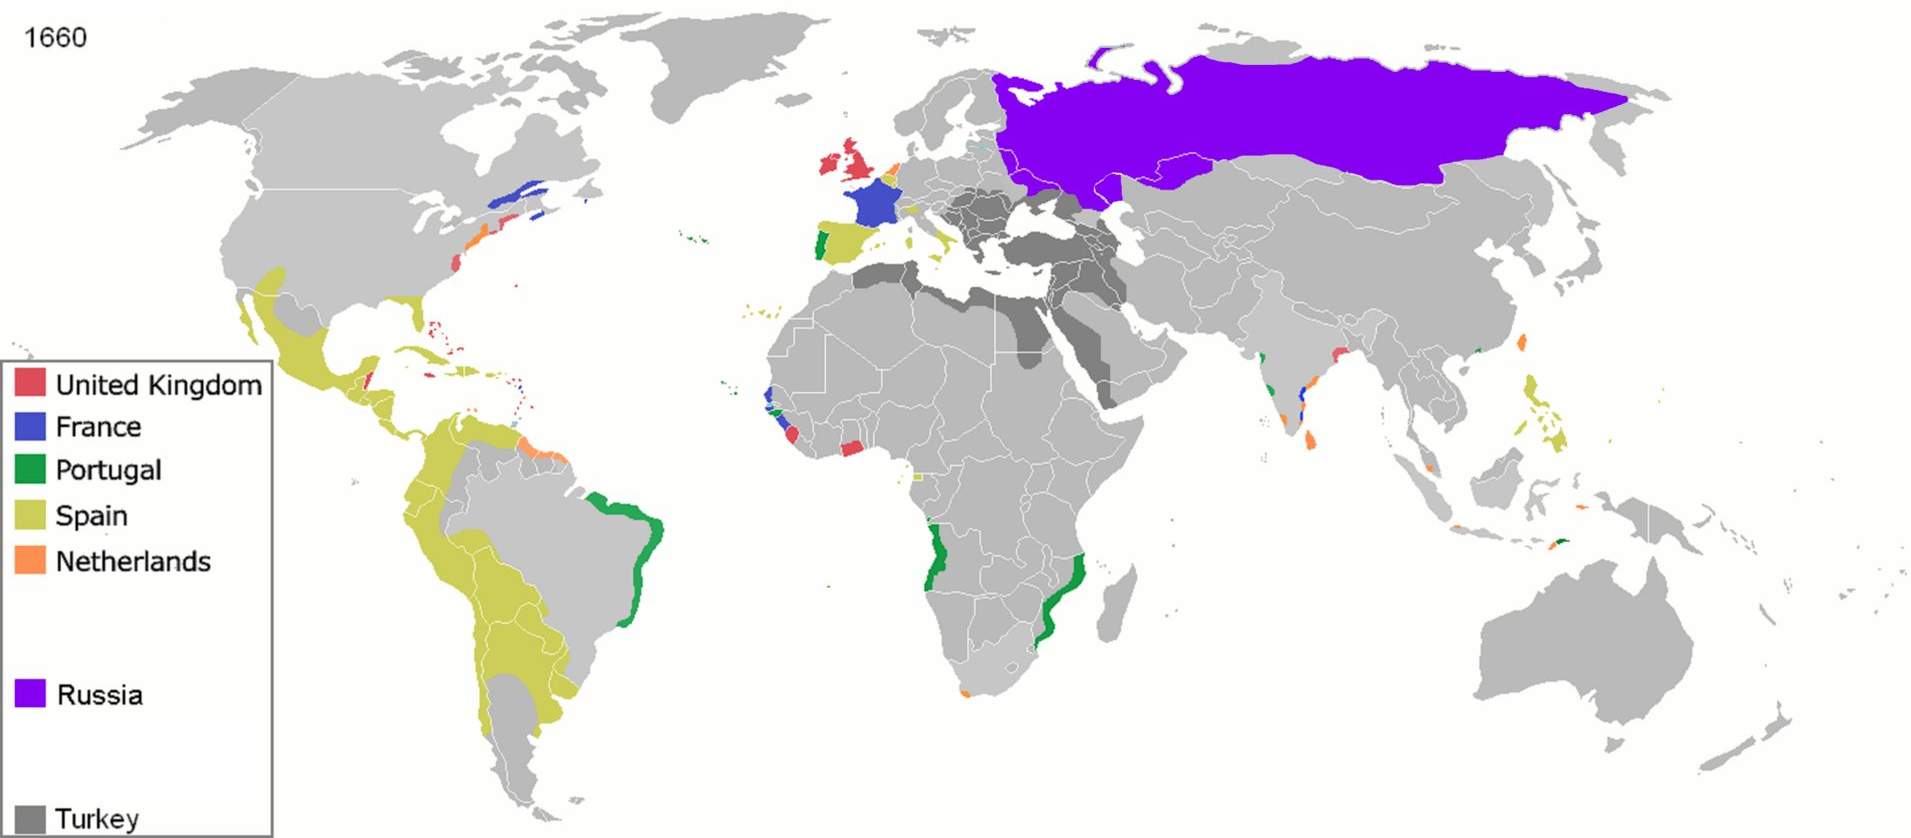 1660
United Kingdom
France
Portugal
Spain
Netherlands
Russia
Turkey